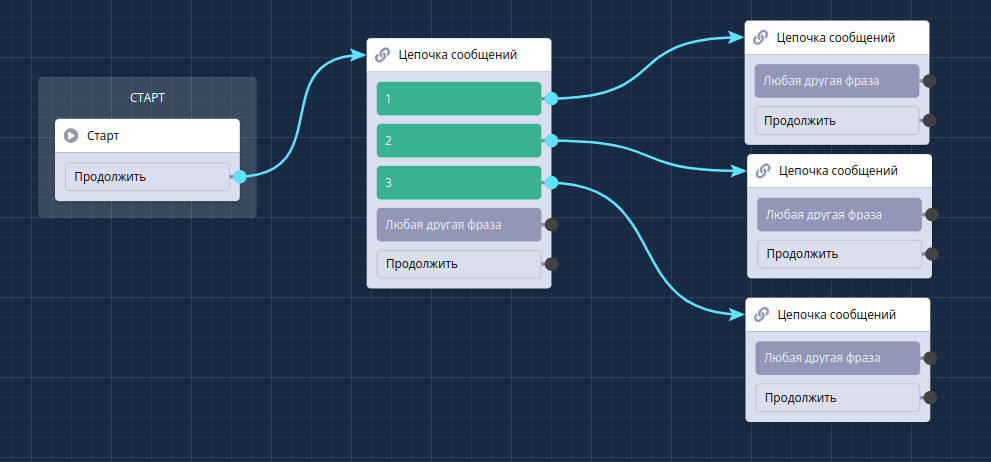 СТАРТ
Старт
Продолжить
Цепочка сообщений
1
2
3
Любая другая фраза
Продолжить
Цепочка сообщений
Любая другая фраза
Продолжить
Цепочка сообщений
Любая другая фраза
Продолжить
Цепочка сообщений
Любая другая фраза
Продолжить